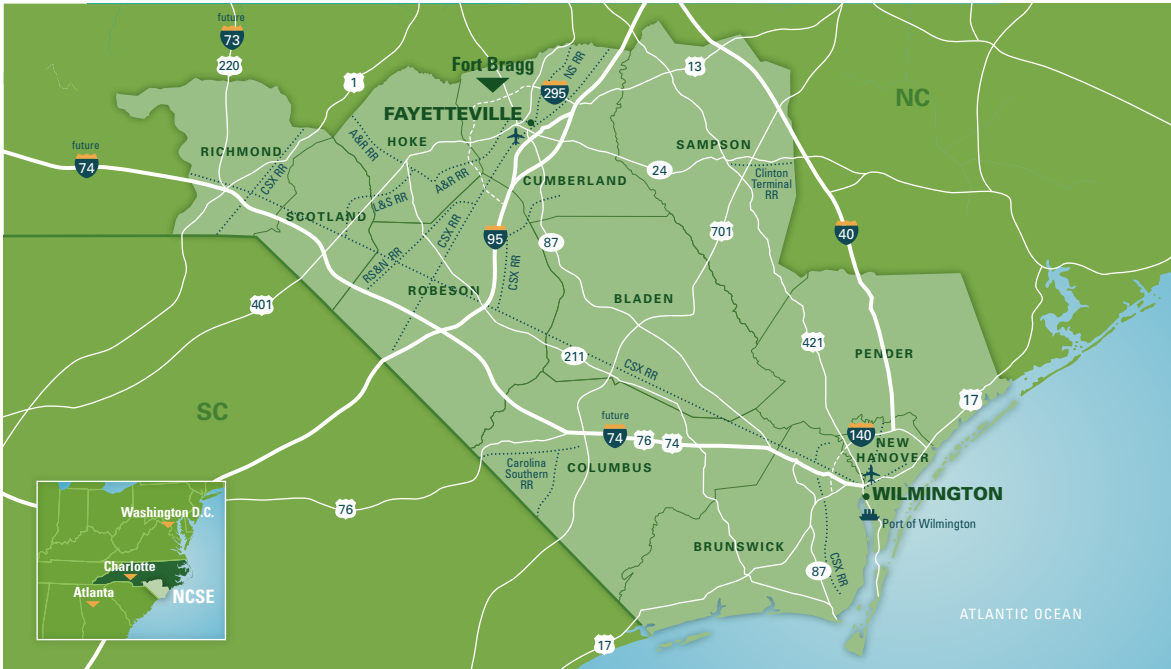 future
73
220
1
Fort Bragg
NS RR
295
13
NC
FAYETTEVILLE
A&R RR
HOKE
RICHMOND
SAMPSON
future
74
CSX RR
24
Clinton
Terminal
RR
A&R RR
CUMBERLAND
L&S RR
SCOTLAND
CSX RR
95
87
701
40
RS&N RR
CSX RR
ROBESON
BLADEN
401
421
PENDER
211
CSX RR
17
SC
future
74
76
74
140
NEW
HANOVER
Carolina
Southern
RR
COLUMBUS
WILMINGTON
Port of Wilmington
76
BRUNSWICK
87
CSX RR
ATLANTIC OCEAN
17
Washington D.C.
Charlotte
Atlanta
NCSE